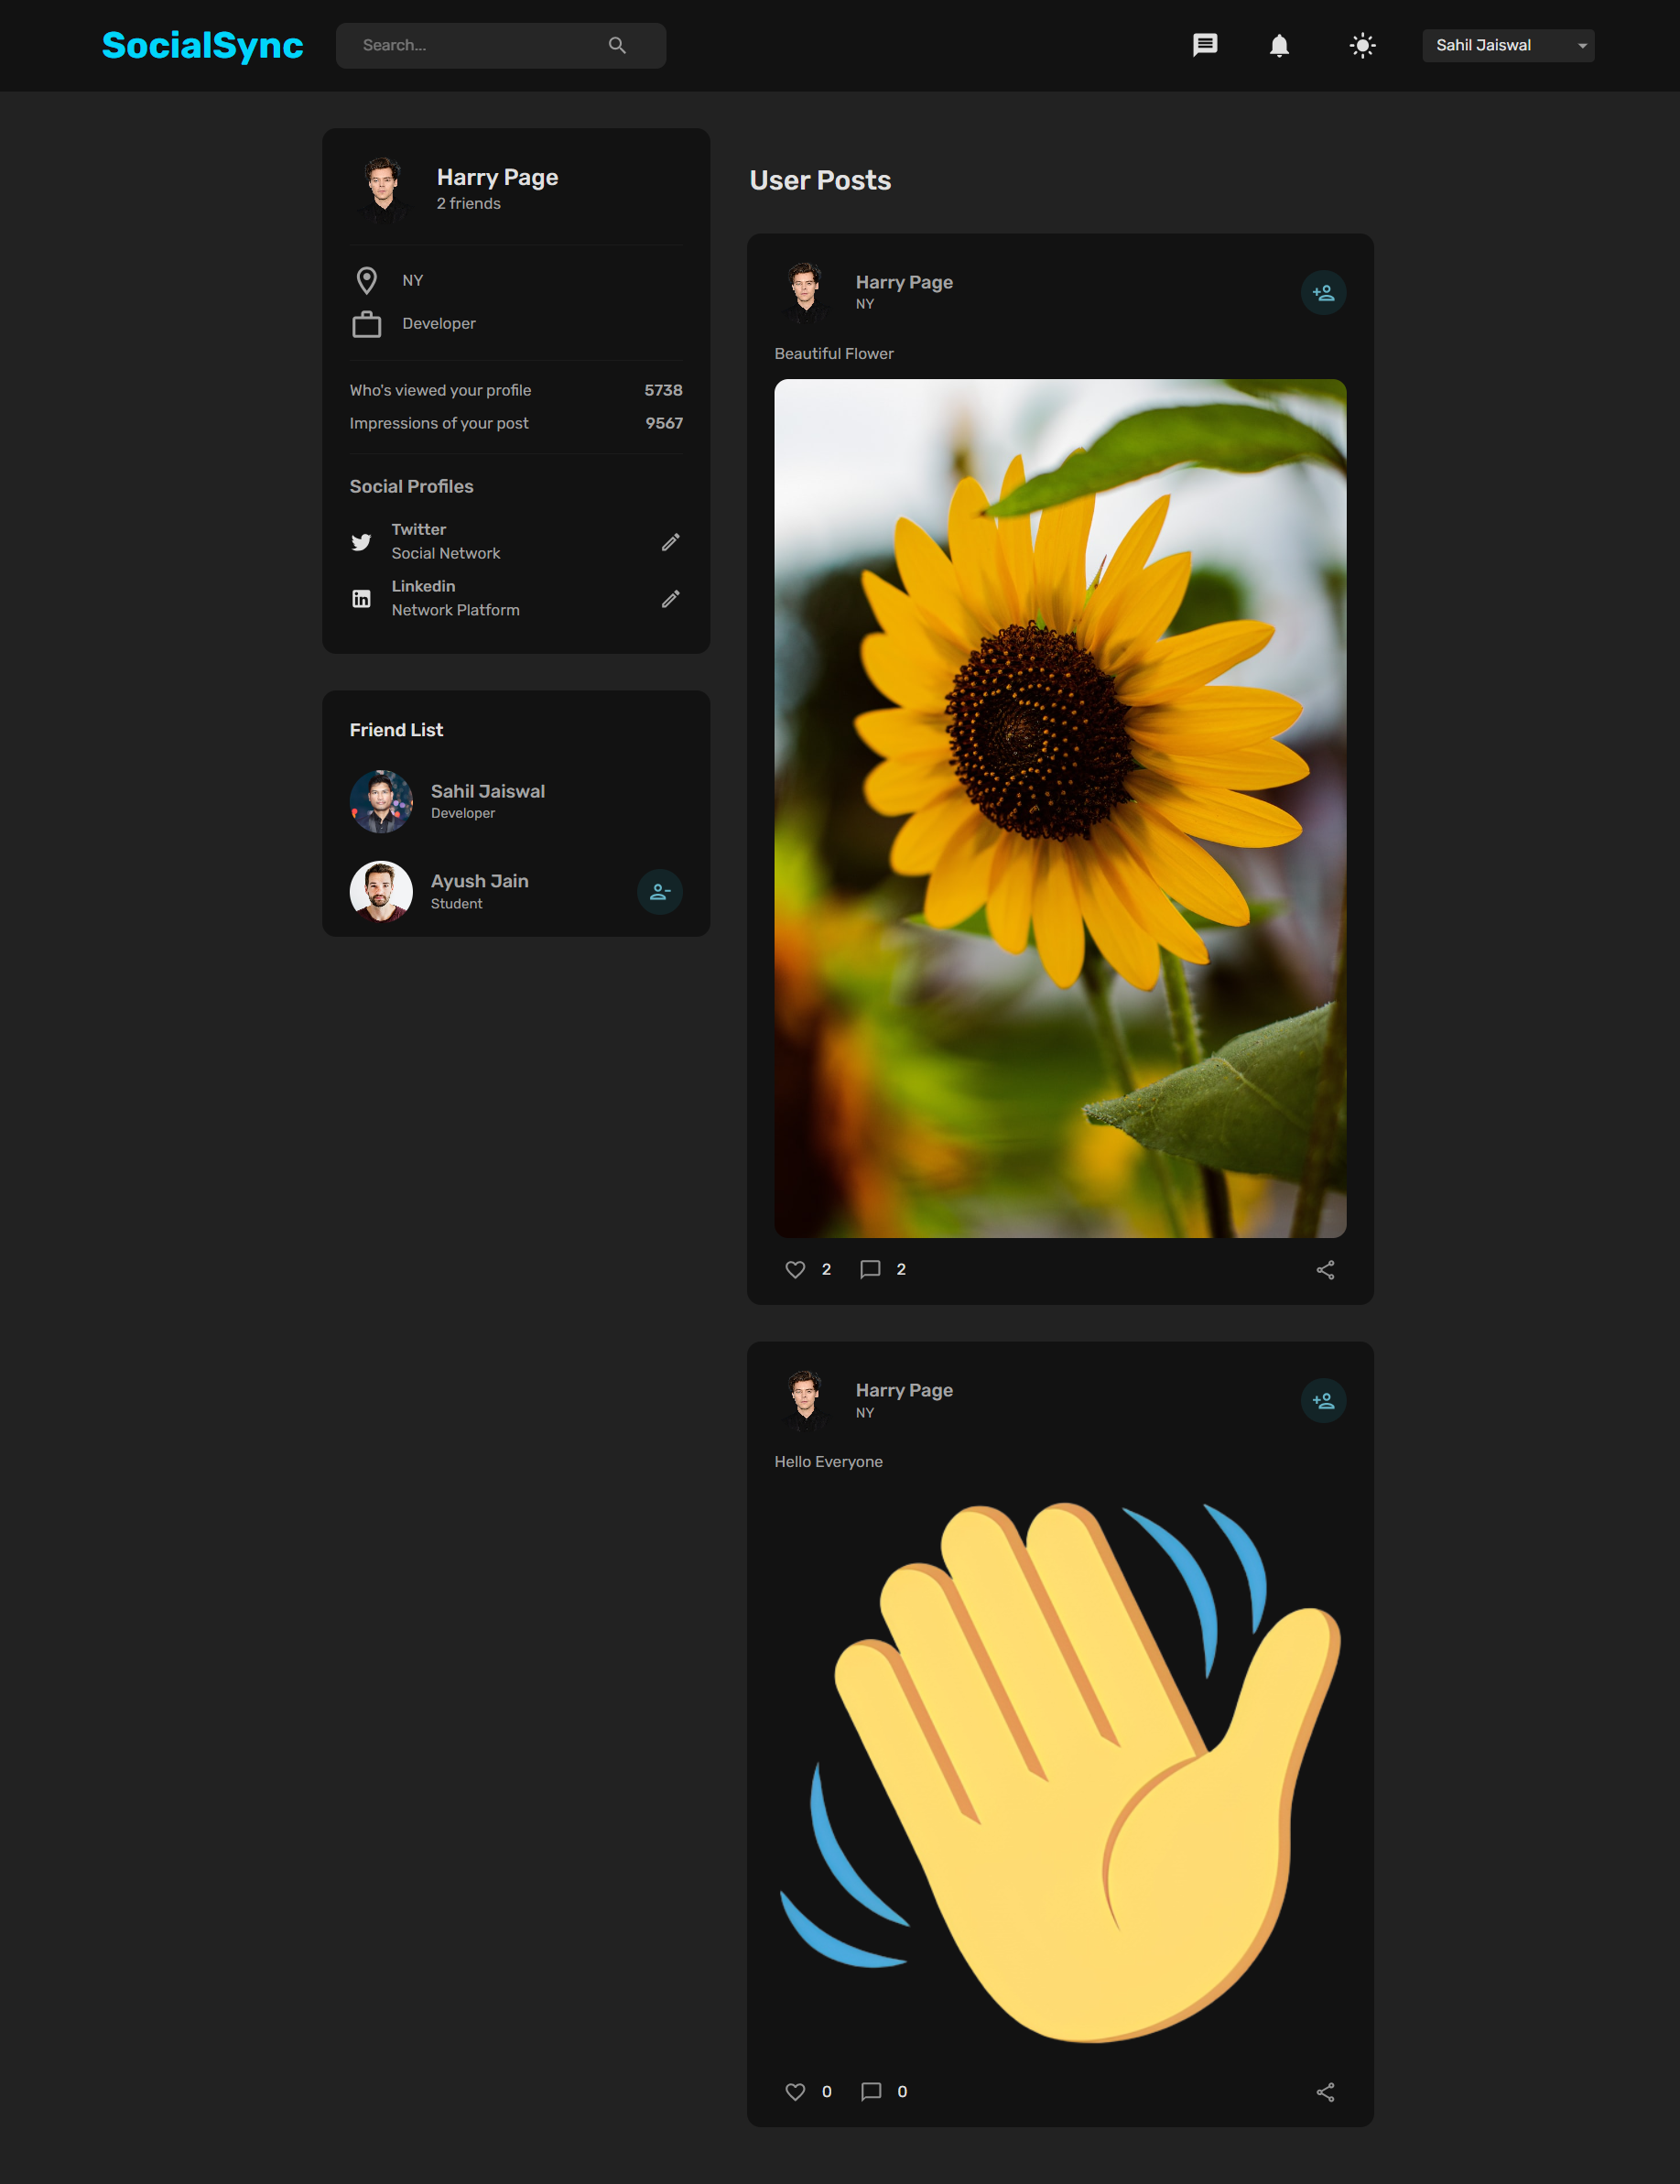 SocialSync
Search...
Sahil Jaiswal
Harry Page
2 friends
NY
Developer
Who's viewed your profile 5738
Impressions of your post 9567
Social Profiles
Twitter
Social Network
Linkedin
Network Platform
Friend List
Sahil Jaiswal
Developer
Ayush Jain
Student
User Posts
Harry Page
NY
Beautiful Flower
2 2
Harry Page
NY
Hello Everyone
0 0